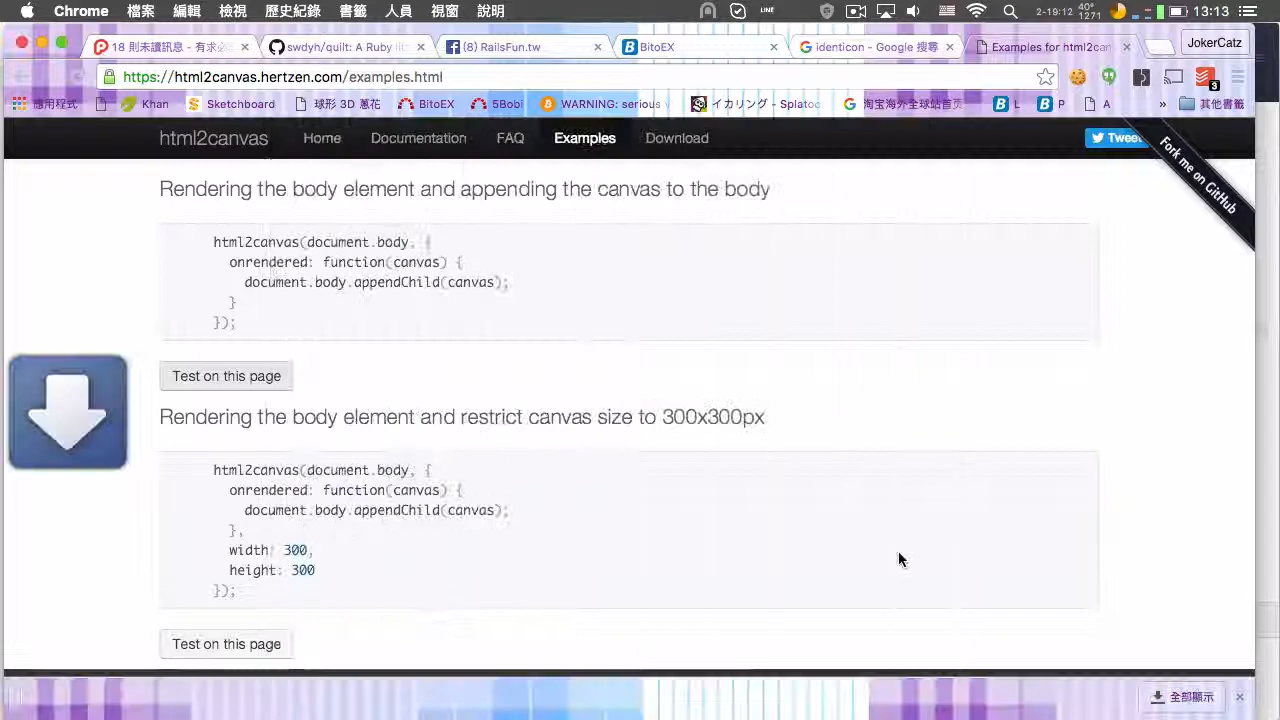 Chrome 檔案 編輯 檢視 歷史紀錄 書籤 人員 視窗 說明 LINE 2-19:12 13:13
18 則未讀訊息 - 有求必 swdyh/quilt: A ruby (8) RailsFun.tw BitoEX identicon - Google 搜尋 Examples for html2can JokerCats
https://html2canvas.hertzen.com/examples.html
3
應用程式 Khan Sketchboard 球形 3D 蔥花 BitoEX 5Bobi WARNING: serious v イカリング - Splatoo 淘宝海外全球站首页 L P A » 其他書籤
html2canvas Home Documentation FAQ Examples Download Tweet
Fork me on GitHub
Rendering the body element and appending the canvas to the body
html2canvas(document.body, {
onrendered: function(canvas) {
document.body.appendChild(canvas);
}
});
Test on this page
Rendering the body element and restrict canvas size to 300x300px
html2canvas(document.body, {
onrendered: function(canvas) {
document.body.appendChild(canvas);
},
width: 300,
height: 300
});
Test on this page
全部顯示